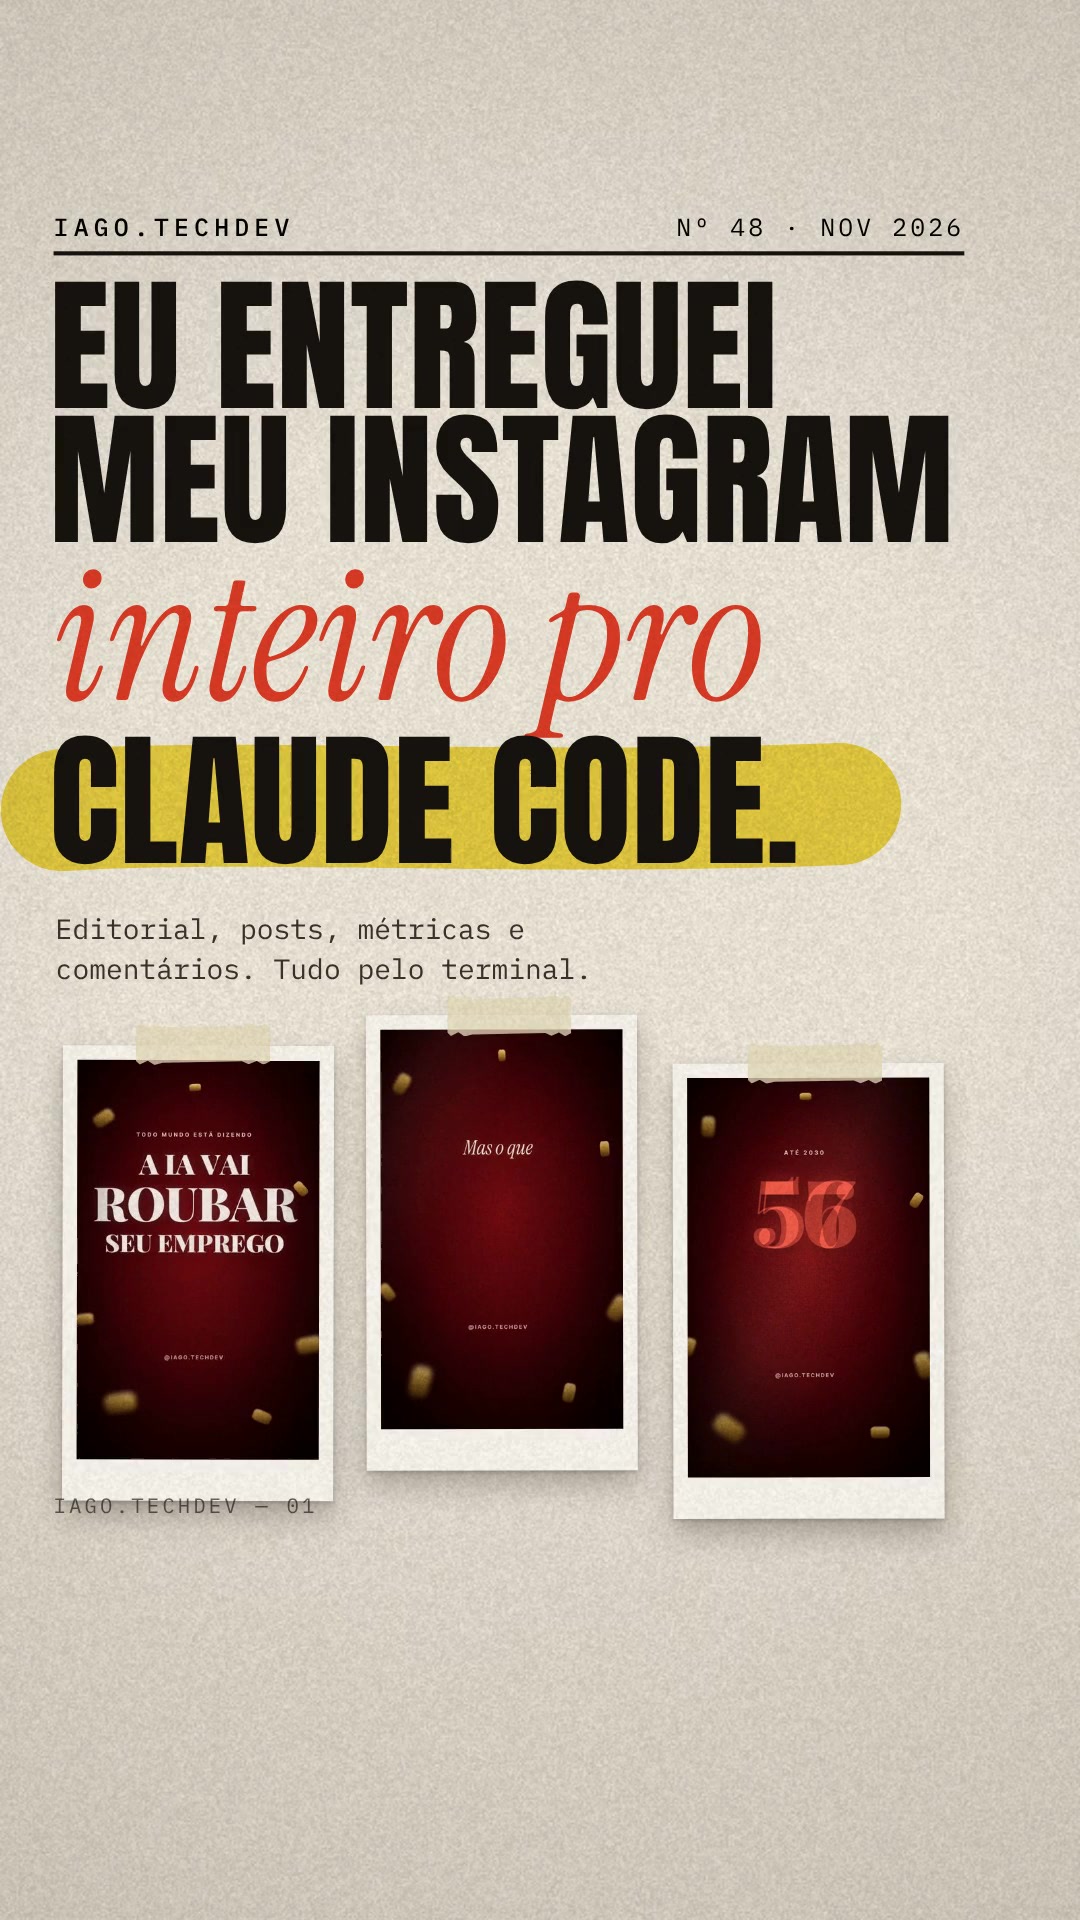 IAGO.TECHDEV
Nº 48 · NOV 2026
EU ENTREGUEI
MEU INSTAGRAM
inteiro pro
CLAUDE CODE.
Editorial, posts, métricas e
comentários. Tudo pelo terminal.
TODO MUNDO ESTÁ DIZENDO
A IA VAI
ROUBAR
SEU EMPREGO
@IAGO.TECHDEV
Mas o que
@IAGO.TECHDEV
ATÉ 2030
56
@IAGO.TECHDEV
IAGO.TECHDEV — 01